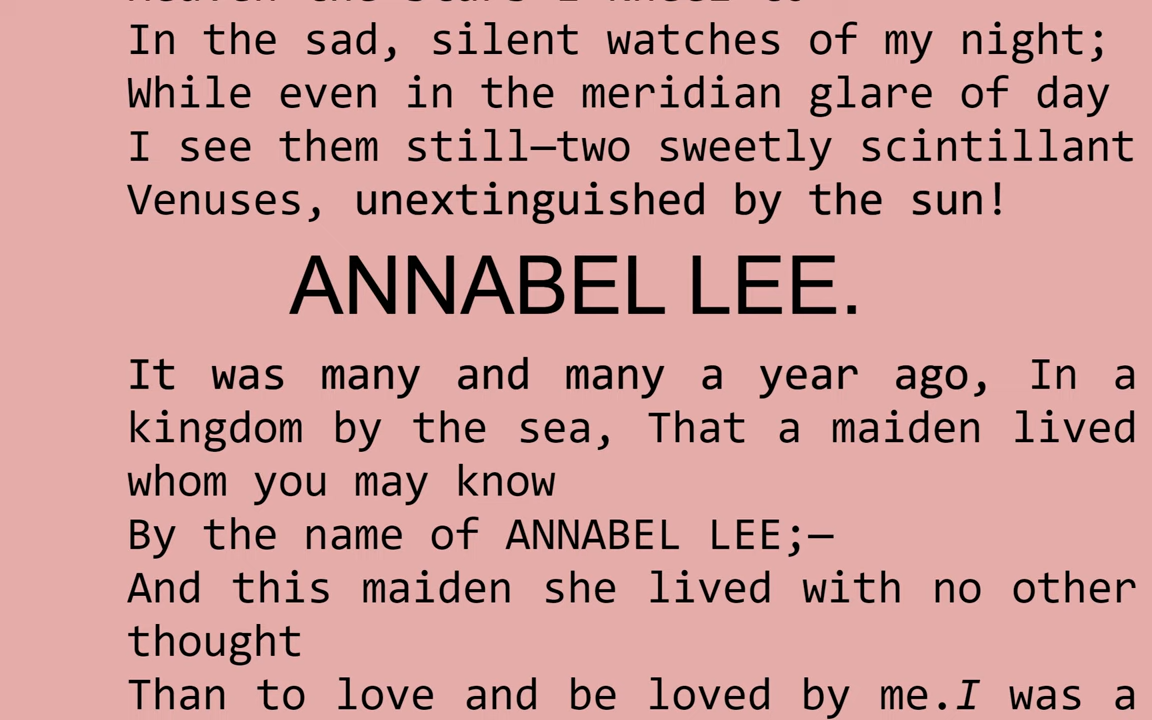 In the sad, silent watches of my night;
While even in the meridian glare of day
I see them still—two sweetly scintillant
Venuses, unextinguished by the sun!
ANNABEL LEE.
It was many and many a year ago, In a
kingdom by the sea, That a maiden lived
whom you may know
By the name of ANNABEL LEE;—
And this maiden she lived with no other
thought
Than to love and be loved by me.I was a